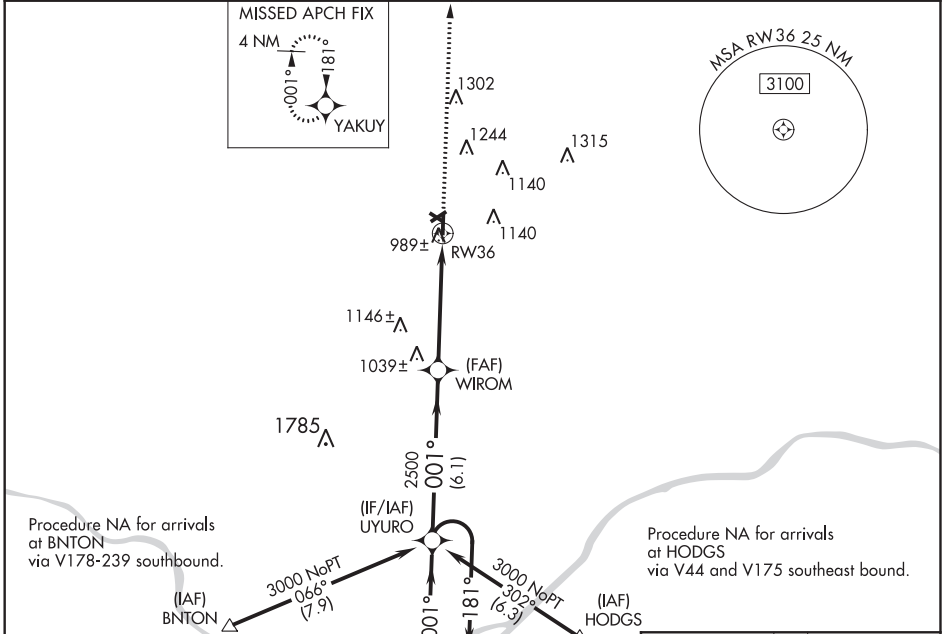 MISSED APCH FIX
4 NM
001°
181°
YAKUY
MSA RW36 25 NM
3100
1302
1244
1315
1140
1140
989±
RW36
1146±
1039±
(FAF)
WIROM
1785
2500
001°
(6.1)
(IF/IAF)
UYURO
Procedure NA for arrivals
at BNTON
via V178-239 southbound.
Procedure NA for arrivals
at HODGS
via V44 and V175 southeast bound.
3000 NoPT
066°
(7.9)
3000 NoPT
302°
(6.3)
(IAF)
BNTON
001°
181°
(IAF)
HODGS